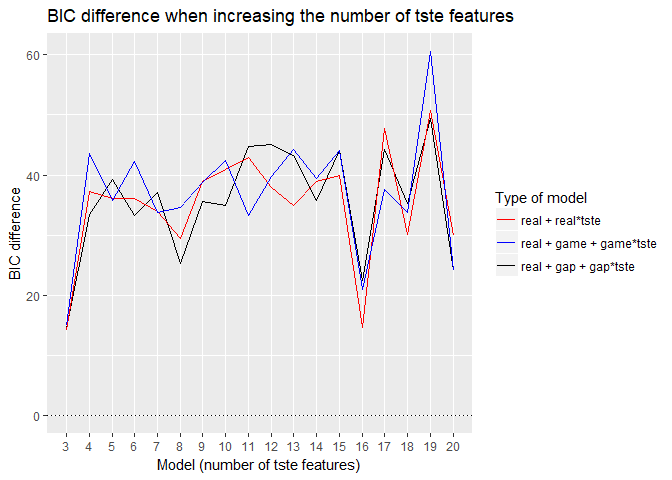 BIC difference when increasing the number of tste features
60
40
20
0
BIC difference
3 4 5 6 7 8 9 10 11 12 13 14 15 16 17 18 19 20
Model (number of tste features)
Type of model
real + real*tste
real + game + game*tste
real + gap + gap*tste